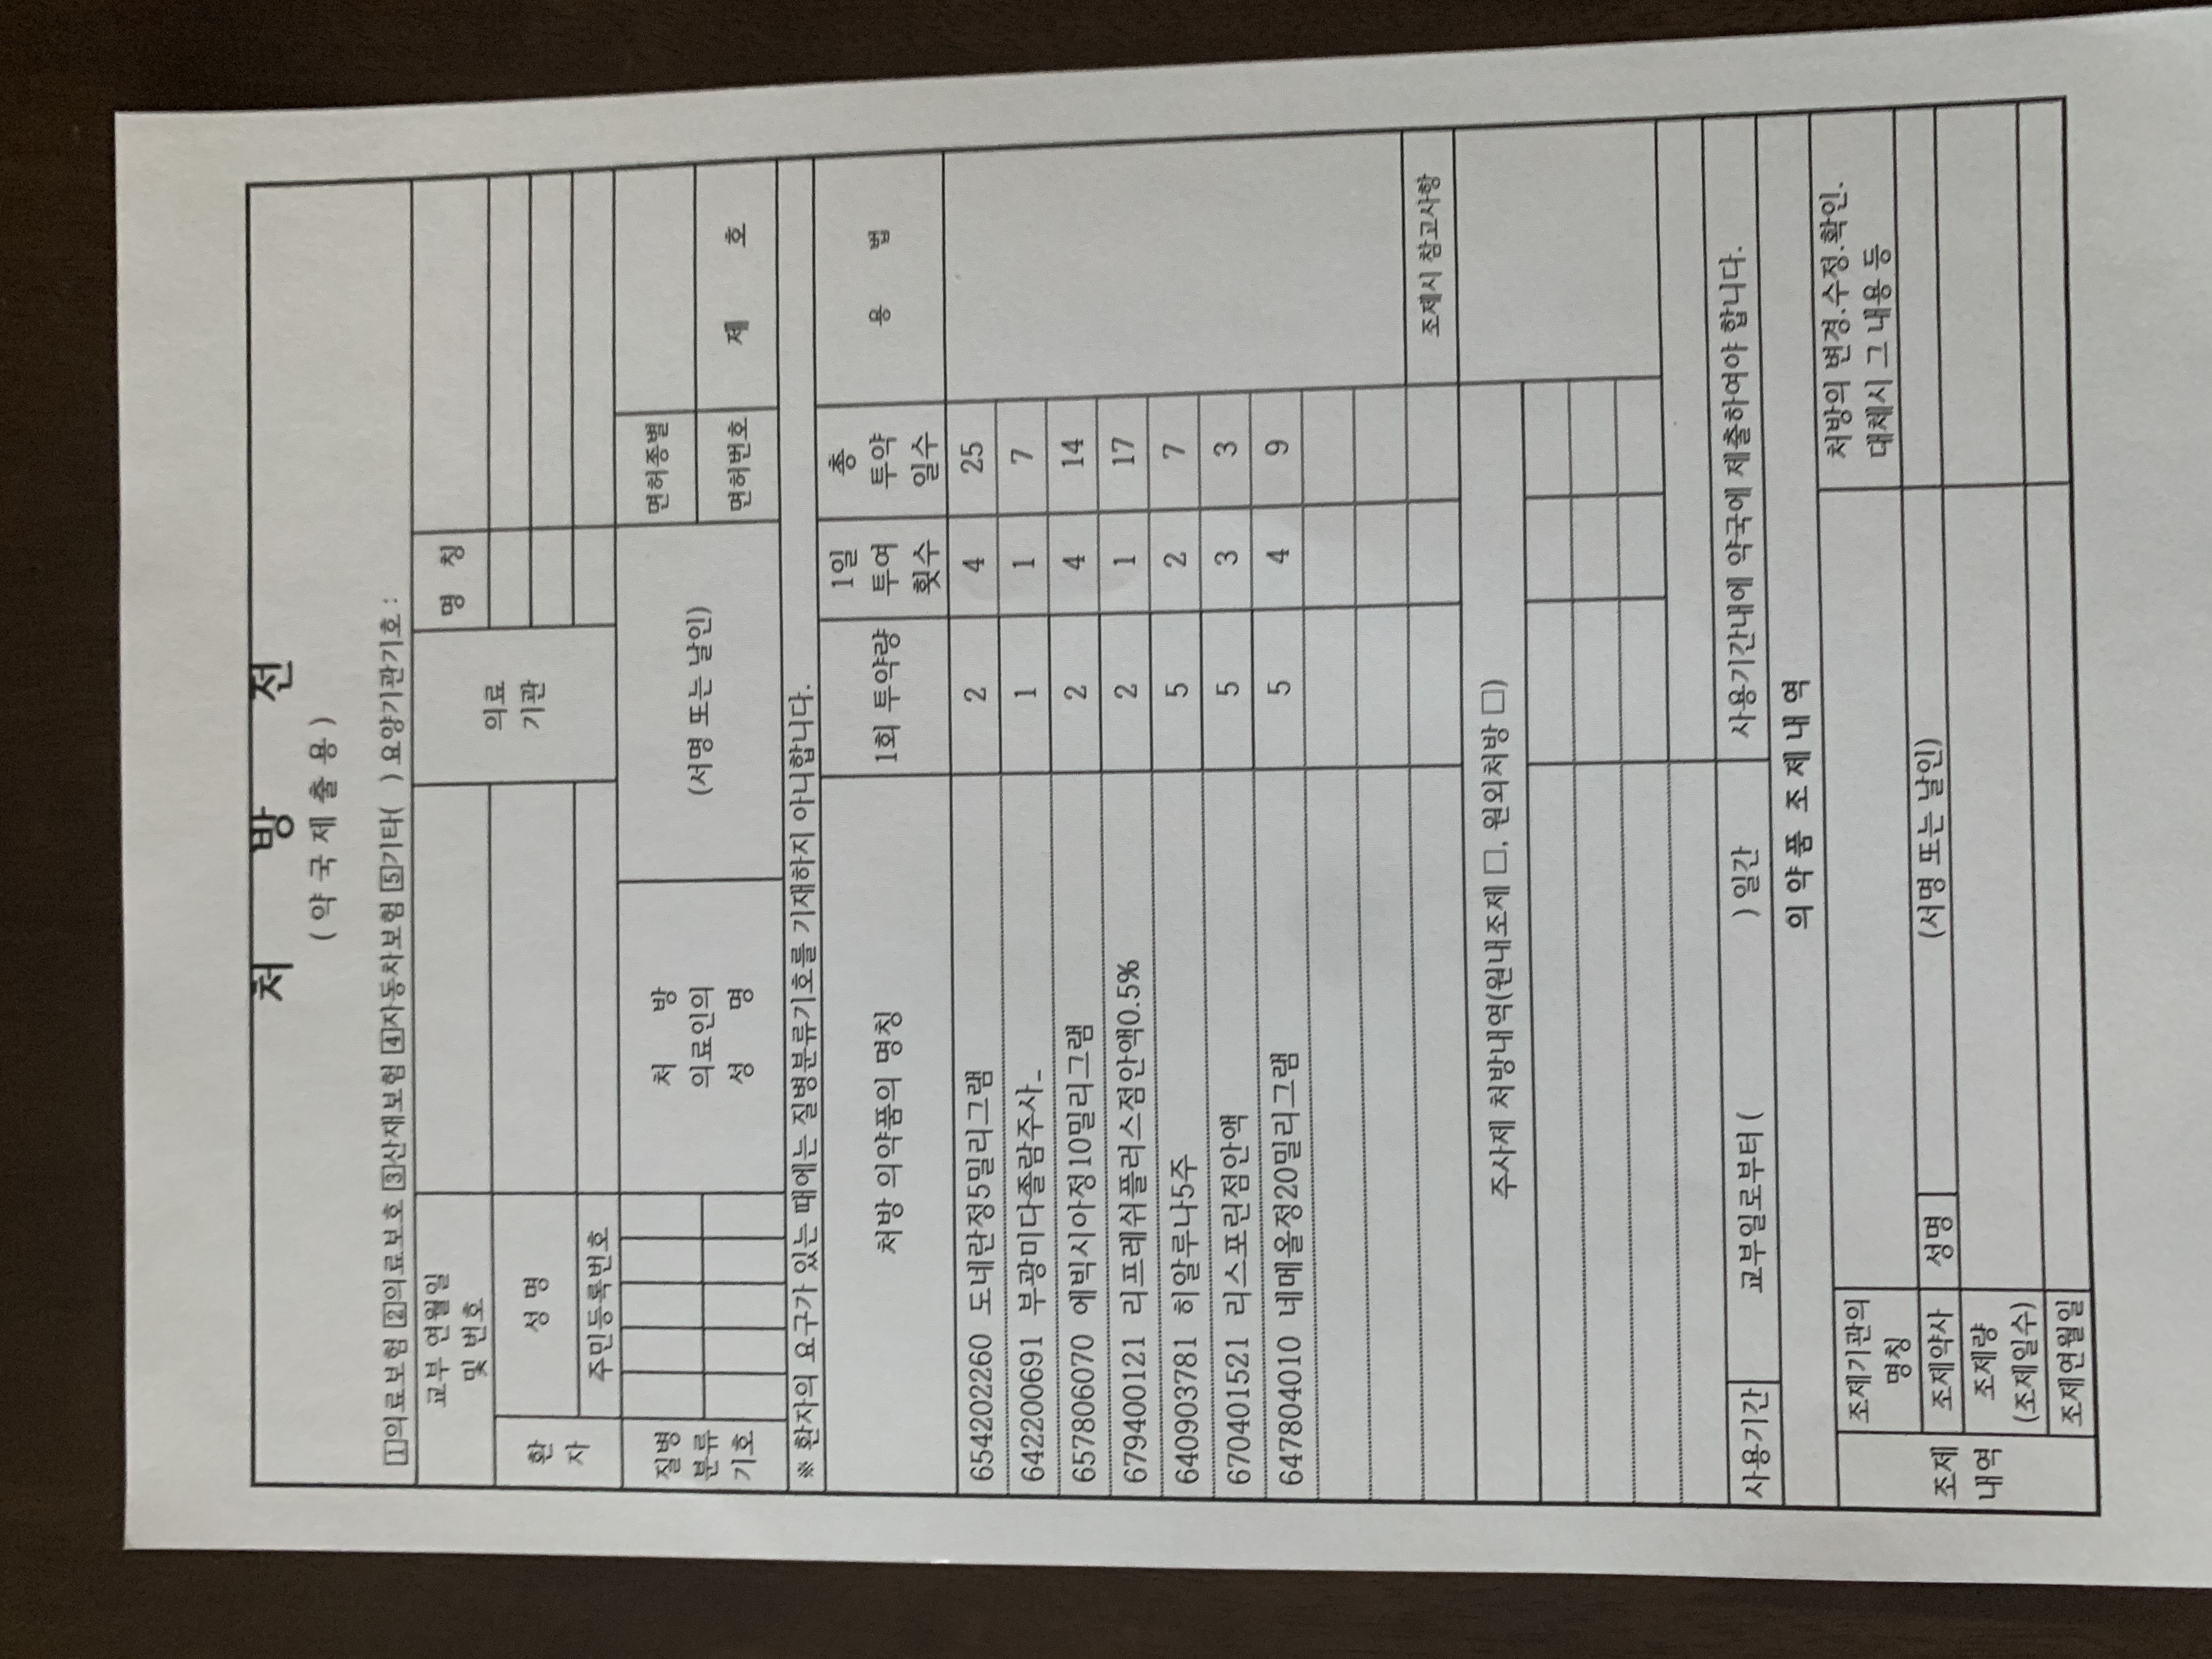 처 방 전
( 약 국 제 출 용 )
1의료보험 2의료보호 3산재보험 4자동차보험 5기타( ) 요양기관기호 :
교부 연월일
및 번호
의료
기관
명 칭
환
자
성 명
주민등록번호
질병
분류
기호
처 방
의료인의
성 명
(서명 또는 날인)
면허종별
면허번호
제 호
※ 환자의 요구가 있는 때에는 질병분류기호를 기재하지 아니합니다.
처방 의약품의 명칭
1회 투약량
1일
투여
횟수
총
투약
일수
용 법
654202260 도네란정5밀리그램 2 4 25
642200691 부광미다졸람주사_ 1 1 7
657806070 에빅시아정10밀리그램 2 4 14
679400121 리프레쉬플러스점안액0.5% 2 1 17
640903781 히알루나5주 5 2 7
670401521 리스포린점안액 5 3 3
647804010 네메올정20밀리그램 5 4 9
조제시 참고사항
주사제 처방내역(원내조제 □, 원외처방 □)
사용기간
교부일로부터 ( ) 일간
사용기간내에 약국에 제출하여야 합니다.
의 약 품 조 제 내 역
조제
내역
조제기관의
명칭
처방의 변경.수정.확인.
대체시 그 내용 등
조제약사
성명
(서명 또는 날인)
조제량
(조제일수)
조제연월일